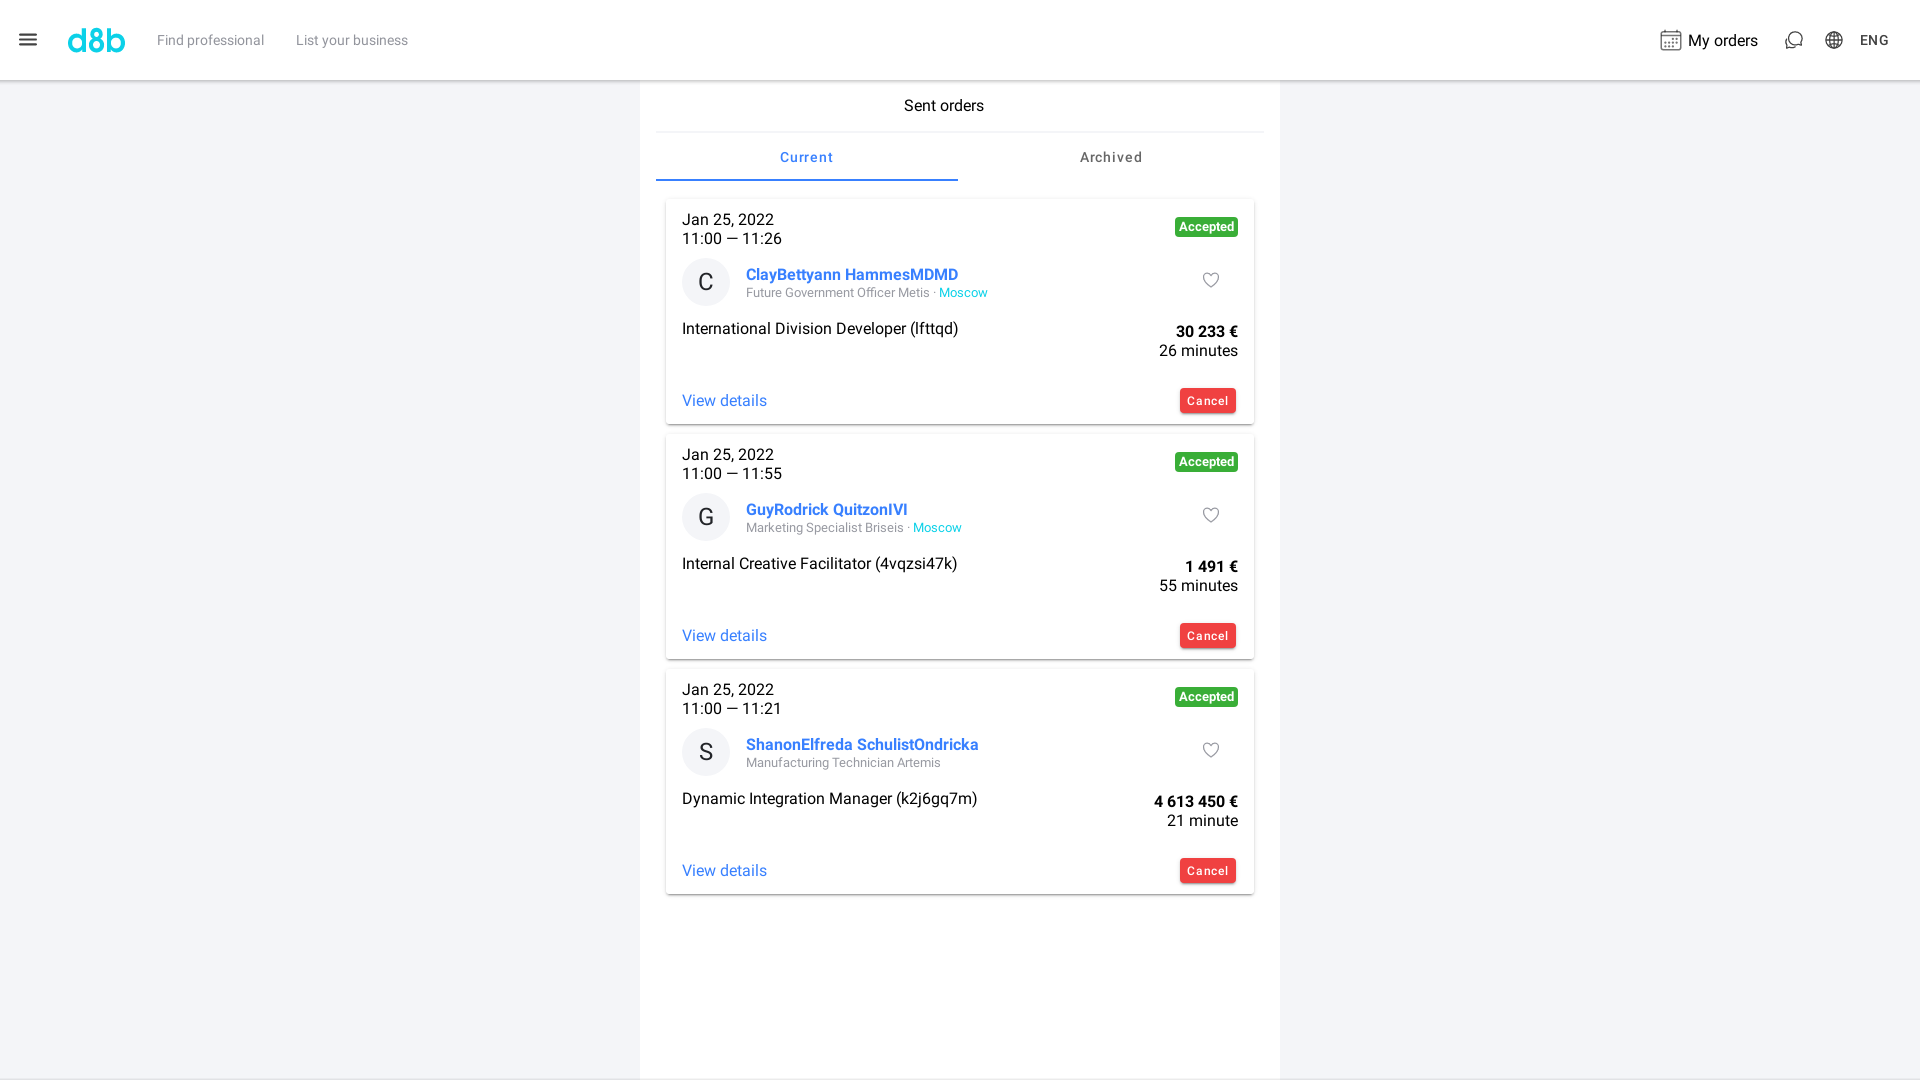 d8b
Find professional
List your business
My orders
ENG
Sent orders
Current
Archived
Jan 25, 2022
11:00 — 11:26
Accepted
C
ClayBettyann HammesMDMD
Future Government Officer Metis · Moscow
International Division Developer (lfttqd)
30 233 €
26 minutes
View details
Cancel
Jan 25, 2022
11:00 — 11:55
Accepted
G
GuyRodrick QuitzonIVI
Marketing Specialist Briseis · Moscow
Internal Creative Facilitator (4vqzsi47k)
1 491 €
55 minutes
View details
Cancel
Jan 25, 2022
11:00 — 11:21
Accepted
S
ShanonElfreda SchulistOndricka
Manufacturing Technician Artemis
Dynamic Integration Manager (k2j6gq7m)
4 613 450 €
21 minute
View details
Cancel